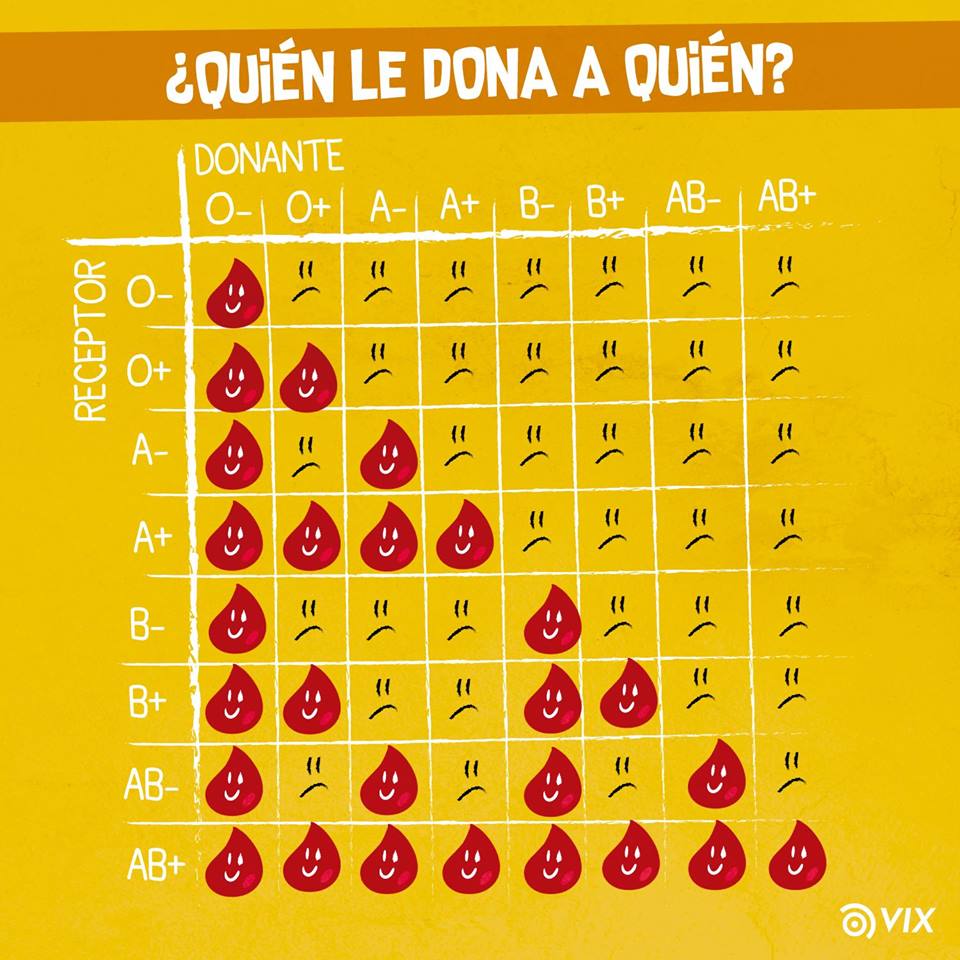 ¿QUIÉN LE DONA A QUIÉN?
DONANTE
O- O+ A- A+ B- B+ AB- AB+
RECEPTOR
O-
O+
A-
A+
B-
B+
AB-
AB+
VIX